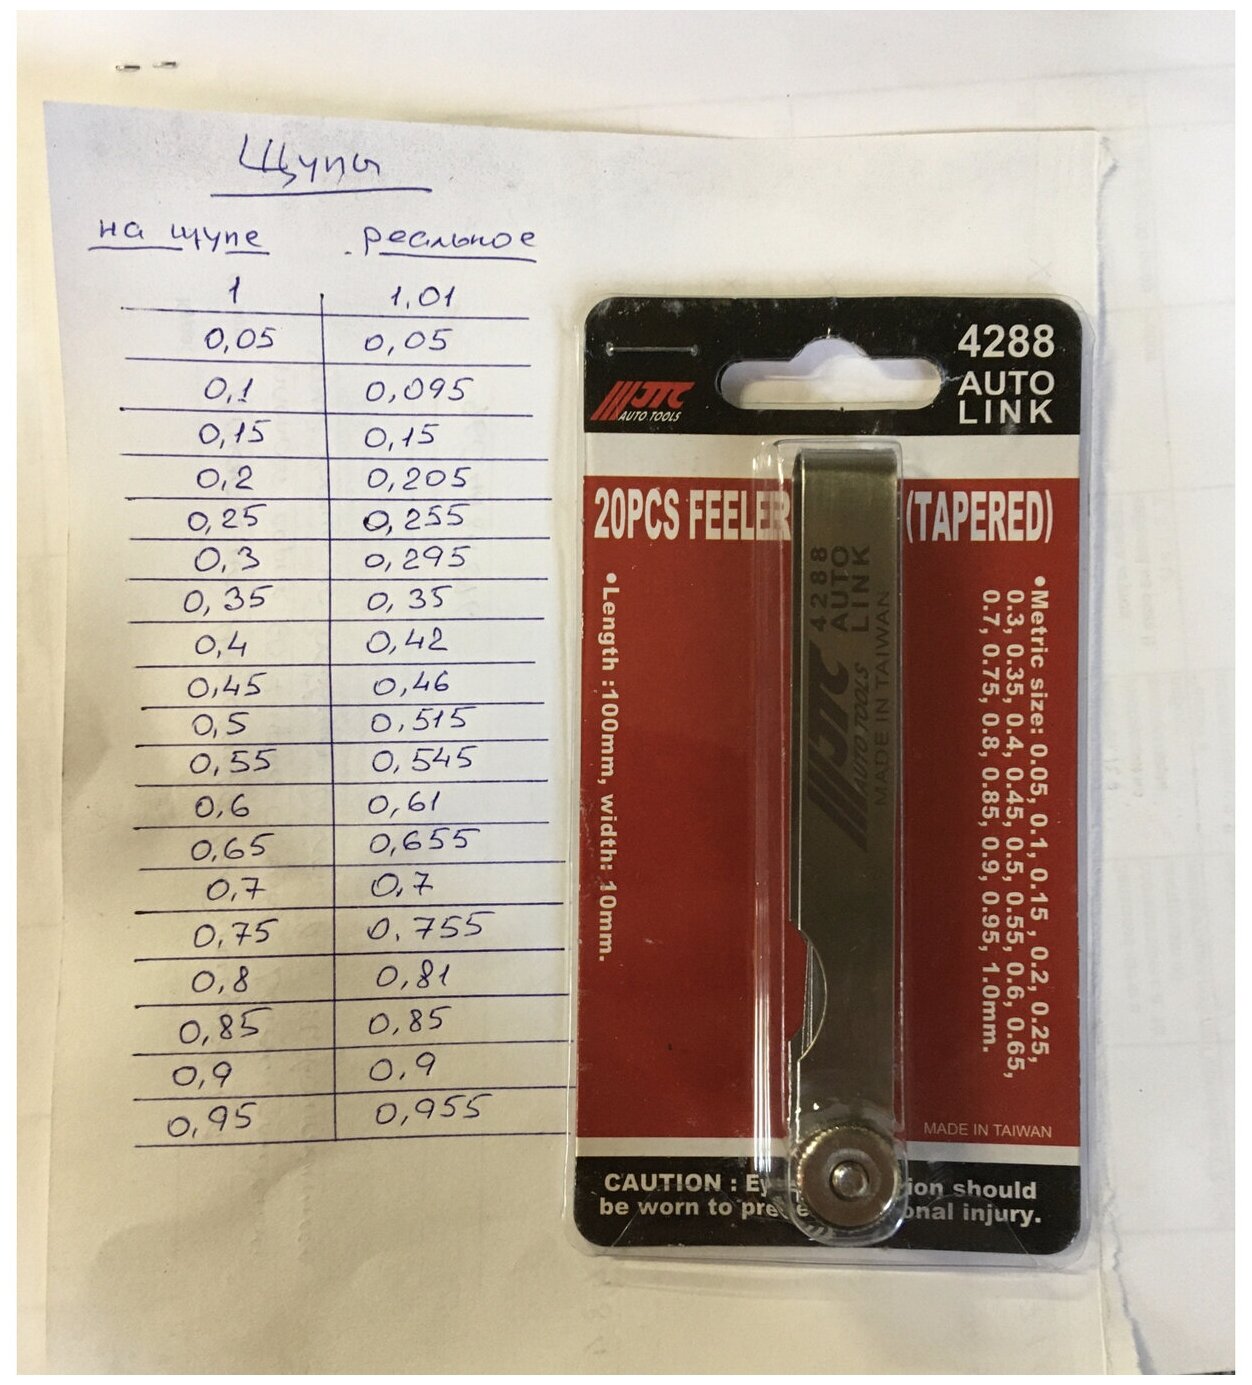 Щупы
на щупе реальное
1 1.01
0,05 0,05
0,1 0,095
0,15 0,15
0,2 0,205
0,25 0,255
0,3 0,295
0,35 0,35
0,4 0,42
0,45 0,46
0,5 0,515
0,55 0,545
0,6 0,61
0,65 0,655
0,7 0,7
0,75 0.755
0,8 0,81
0,85 0,85
0,9 0,9
0,95 0,955
4288
AUTO
LINK
JTC
AUTO TOOLS
20PCS FEELER (TAPERED)
•Length :100mm, width: 10mm.
4288
AUTO
LINK
JTC
AUTO TOOLS
MADE IN TAIWAN
•Metric size: 0.05, 0.1, 0.15 , 0.2, 0.25,
0.3, 0.35, 0.4, 0.45, 0.5, 0.55, 0.6, 0.65,
0.7, 0.75, 0.8, 0.85, 0.9, 0.95, 1.0mm.
MADE IN TAIWAN
CAUTION : should
be worn to injury.